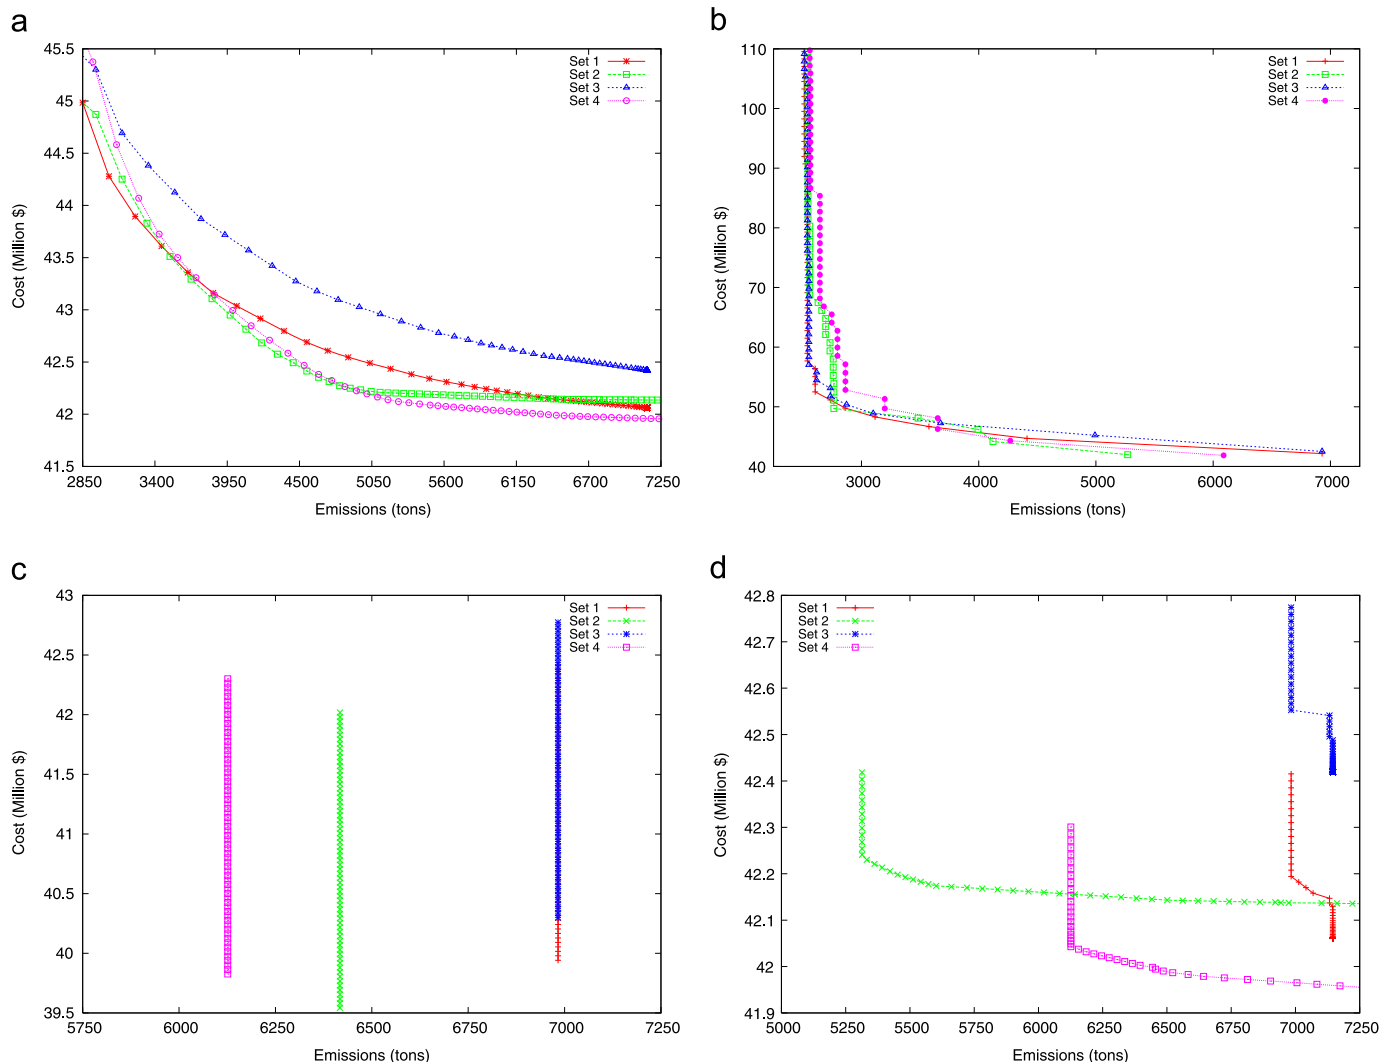 a
45.5
45
44.5
44
43.5
43
42.5
42
41.5
Cost (Million $)
2850 3400 3950 4500 5050 5600 6150 6700 7250
Emissions (tons)
Set 1
Set 2
Set 3
Set 4
b
110
100
90
80
70
60
50
40
Cost (Million $)
3000 4000 5000 6000 7000
Emissions (tons)
Set 1
Set 2
Set 3
Set 4
c
43
42.5
42
41.5
41
40.5
40
39.5
Cost (Million $)
5750 6000 6250 6500 6750 7000 7250
Emissions (tons)
Set 1
Set 2
Set 3
Set 4
d
42.8
42.7
42.6
42.5
42.4
42.3
42.2
42.1
42
41.9
Cost (Million $)
5000 5250 5500 5750 6000 6250 6500 6750 7000 7250
Emissions (tons)
Set 1
Set 2
Set 3
Set 4